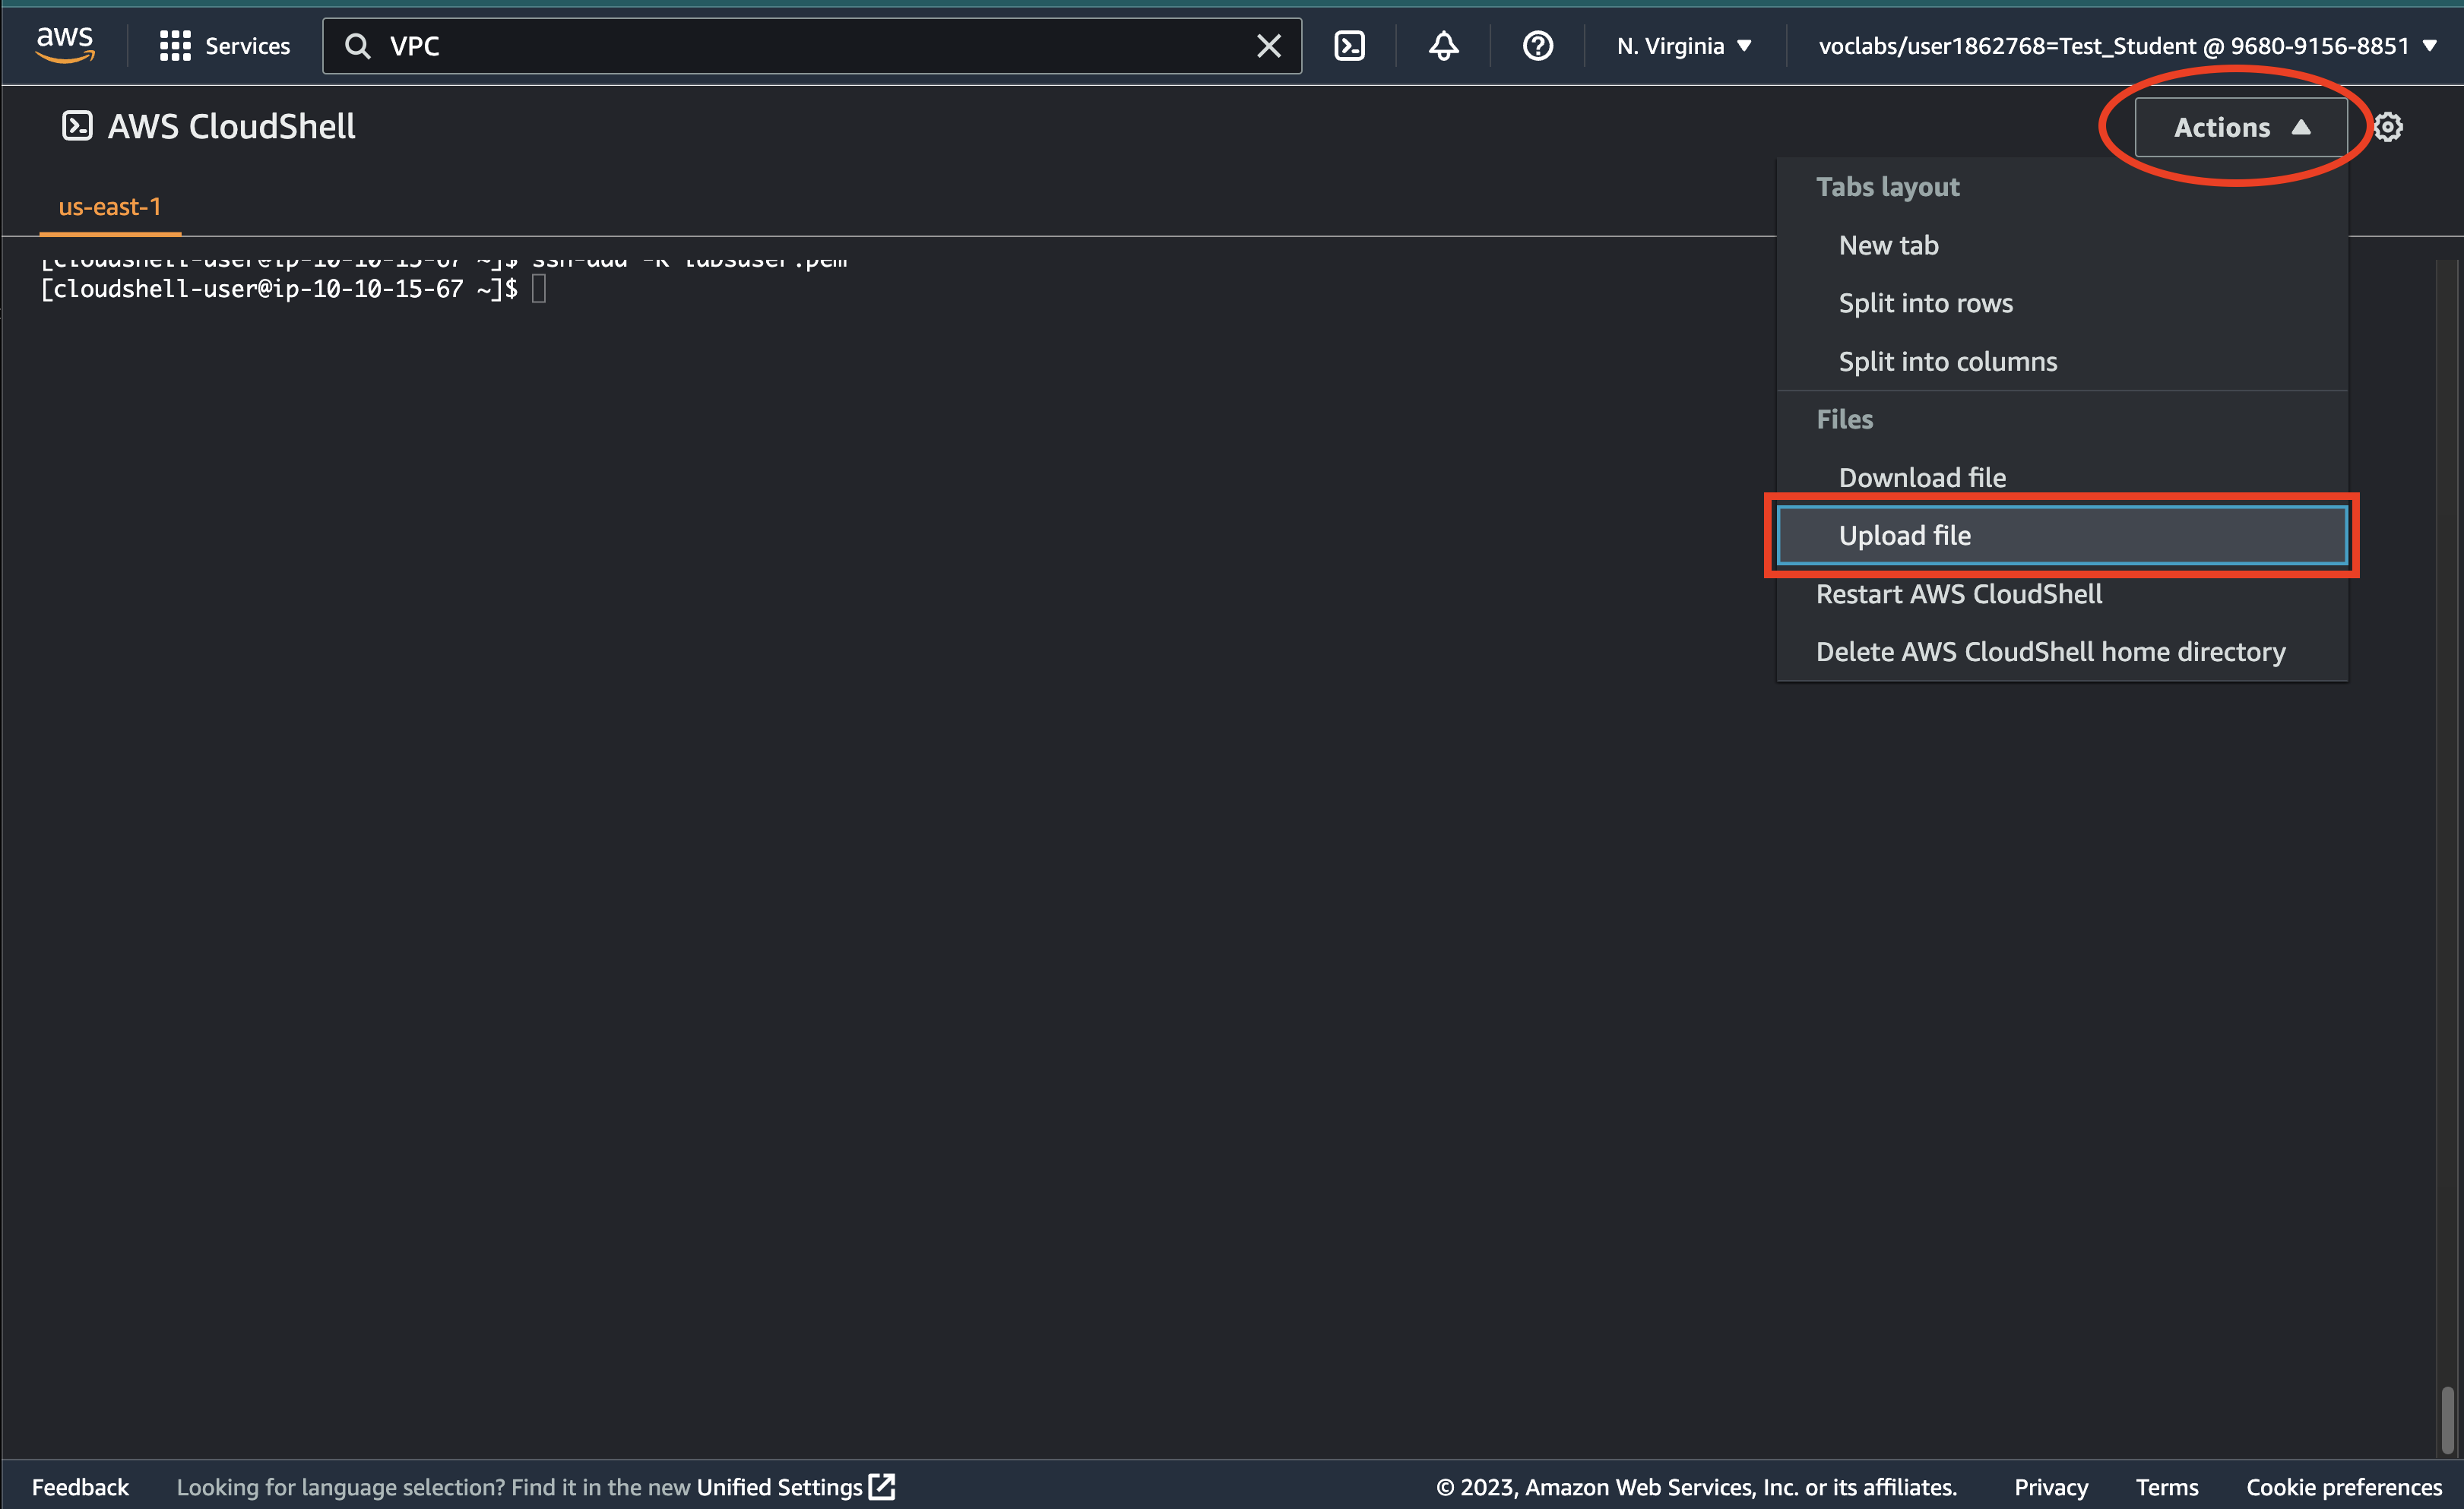 aws
Services
VPC
N. Virginia
voclabs/user1862768=Test_Student @ 9680-9156-8851
AWS CloudShell
Actions
us-east-1
[cloudshell-user@ip-10-10-15-67 ~]$ ssh-add -K labsuser.pem
[cloudshell-user@ip-10-10-15-67 ~]$
Tabs layout
New tab
Split into rows
Split into columns
Files
Download file
Upload file
Restart AWS CloudShell
Delete AWS CloudShell home directory
Feedback
Looking for language selection? Find it in the new Unified Settings
© 2023, Amazon Web Services, Inc. or its affiliates.
Privacy
Terms
Cookie preferences